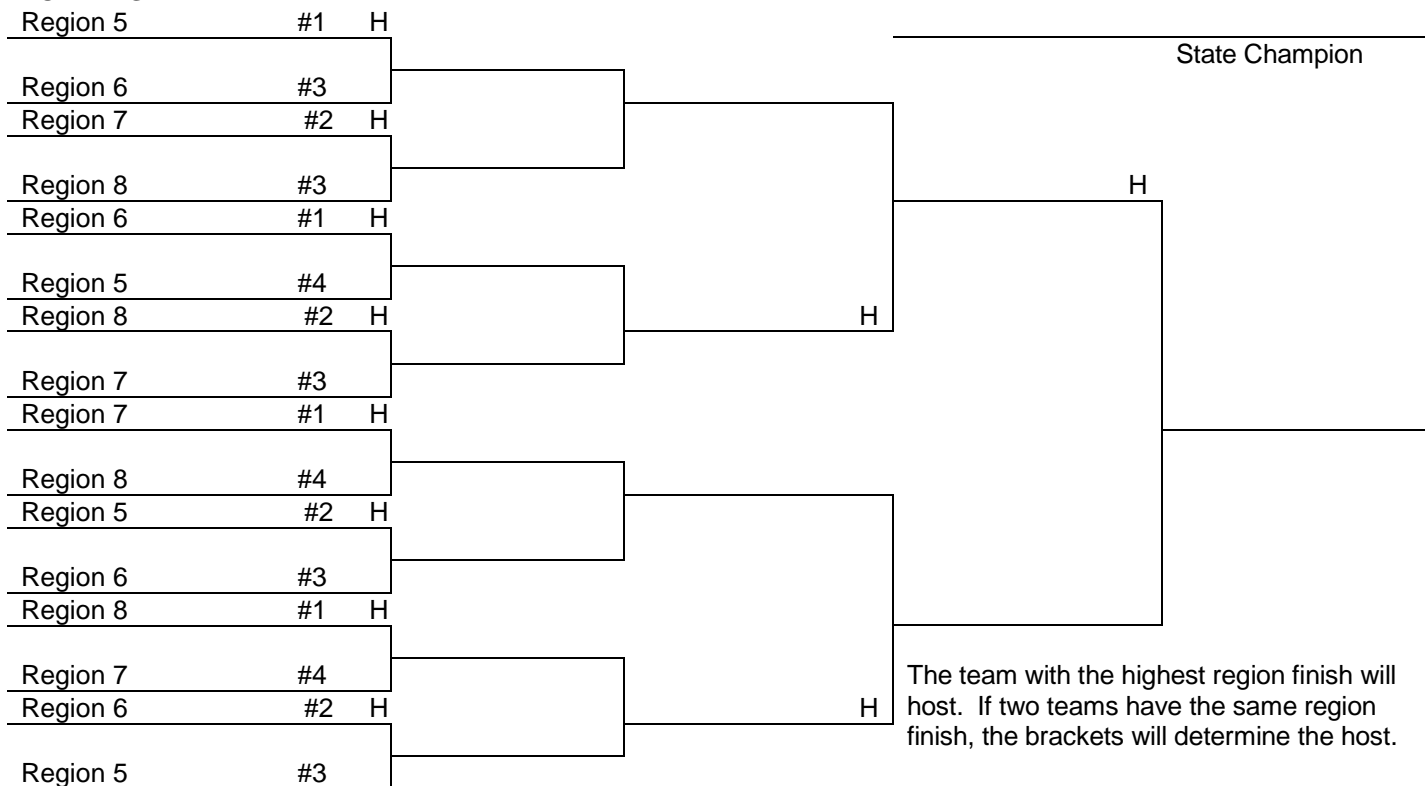 Region 5 #1 H
State Champion
Region 6 #3
Region 7 #2 H
Region 8 #3
H
Region 6 #1 H
Region 5 #4
Region 8 #2 H
H
Region 7 #3
Region 7 #1 H
Region 8 #4
Region 5 #2 H
Region 6 #3
Region 8 #1 H
Region 7 #4
Region 6 #2 H
H
The team with the highest region finish will
host. If two teams have the same region
finish, the brackets will determine the host.
Region 5 #3